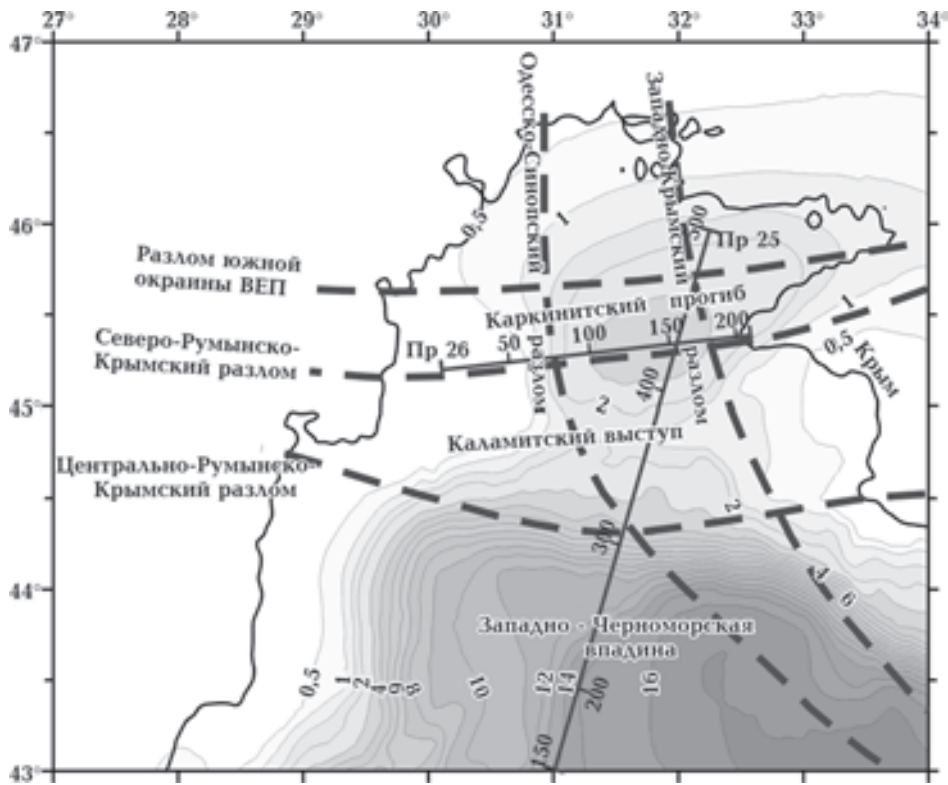 27° 28° 29° 30° 31° 32° 33° 34°
47°
46°
45°
44°
43°
Одесско-Синопский
разлом
Западно-Крымский
разлом
0,5
1
500
Пр 25
Разлом южной
окраины ВЕП
Каркинитский прогиб
Северо-Румынско-
Крымский разлом
Пр 26
50
100
150
200
1
0,5
Крым
400
2
Каламитский выступ
Центрально-Румынско-
Крымский разлом
2
300
4
6
Западно - Черноморская
впадина
0,5
1
2
4
6
8
10
12
14
200
16
150